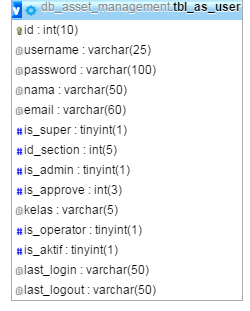 v db_asset_management.tbl_as_user
id : int(10)
username : varchar(25)
password : varchar(100)
nama : varchar(50)
email : varchar(60)
# is_super : tinyint(1)
# id_section : int(5)
# is_admin : tinyint(1)
# is_approve : int(3)
kelas : varchar(5)
# is_operator : tinyint(1)
# is_aktif : tinyint(1)
last_login : varchar(50)
last_logout : varchar(50)